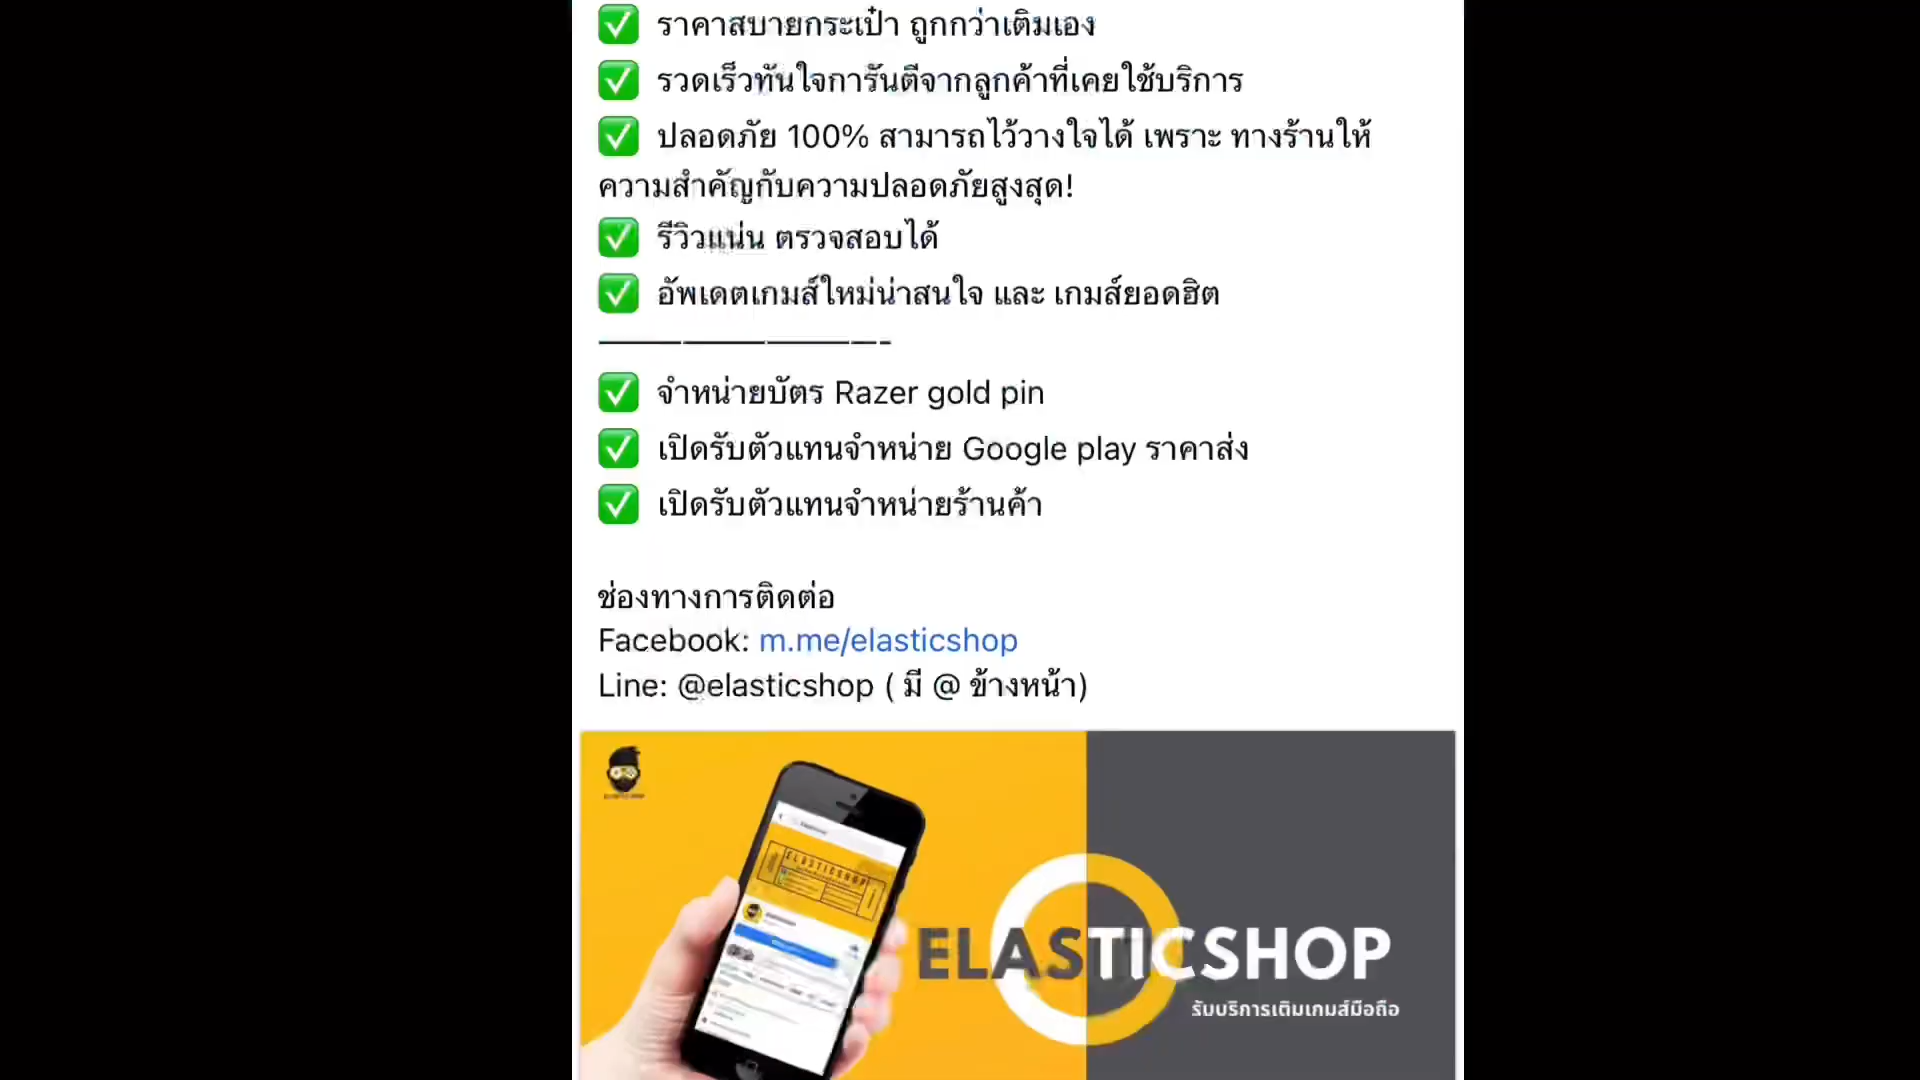 ✅ ราคาสบายกระเป๋า ถูกกว่าเติมเอง
✅ รวดเร็วทันใจการันตีจากลูกค้าที่เคยใช้บริการ
✅ ปลอดภัย 100% สามารถไว้วางใจได้ เพราะ ทางร้านให้
ความสำคัญกับความปลอดภัยสูงสุด!
✅ รีวิวแน่น ตรวจสอบได้
✅ อัพเดตเกมส์ใหม่น่าสนใจ และ เกมส์ยอดฮิต
———————————-
✅ จำหน่ายบัตร Razer gold pin
✅ เปิดรับตัวแทนจำหน่าย Google play ราคาส่ง
✅ เปิดรับตัวแทนจำหน่ายร้านค้า
ช่องทางการติดต่อ
Facebook: m.me/elasticshop
Line: @elasticshop ( มี @ ข้างหน้า)
ELASTICSHOP
ELASTICSHOP
รับบริการเติมเกมส์มือถือ